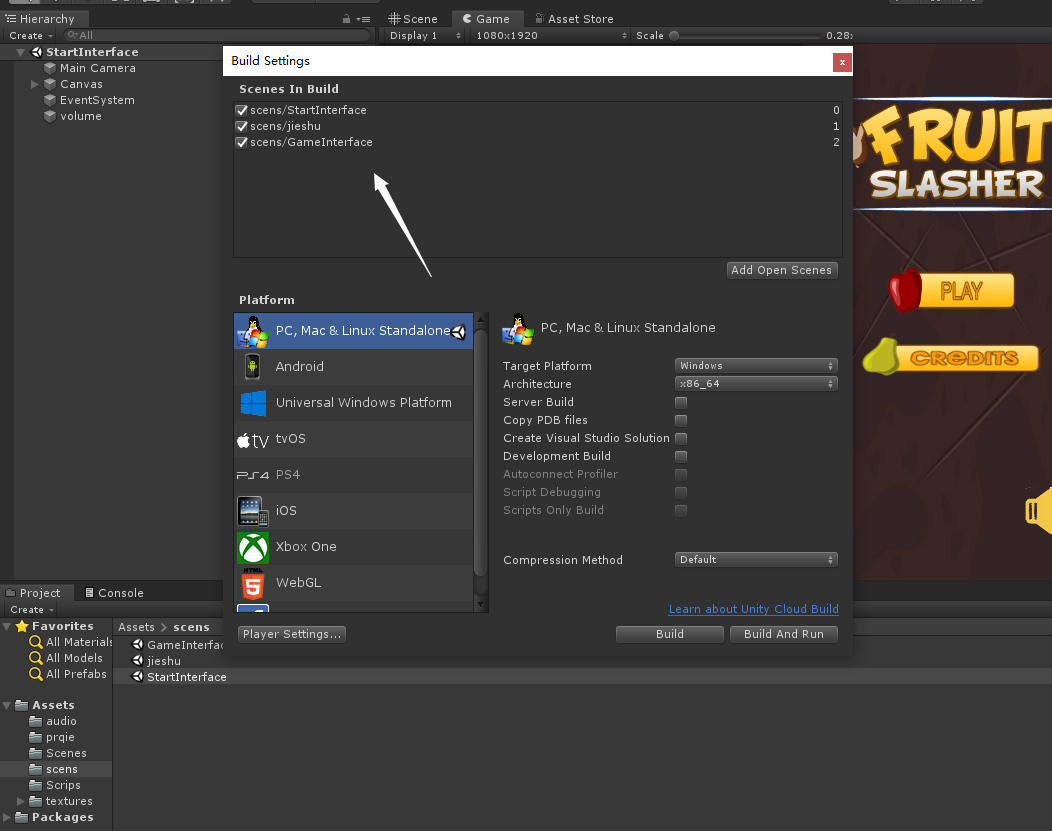 Hierarchy
Scene
Game
Asset Store
Create
All
Display 1
1080x1920
Scale
0.28x
StartInterface
Main Camera
Canvas
EventSystem
volume
Build Settings
x
Scenes In Build
scens/StartInterface 0
scens/jieshu 1
scens/GameInterface 2
Add Open Scenes
Platform
PC, Mac & Linux Standalone
Android
Universal Windows Platform
tv tvOS
PS4 PS4
iOS
Xbox One
HTML
5
WebGL
PC, Mac & Linux Standalone
Target Platform Windows
Architecture x86_64
Server Build
Copy PDB files
Create Visual Studio Solution
Development Build
Autoconnect Profiler
Script Debugging
Scripts Only Build
Compression Method Default
Learn about Unity Cloud Build
Player Settings...
Build
Build And Run
FRUIT
SLASHER
PLAY
CREDITS
Project
Console
Create
Favorites
All Materials
All Models
All Prefabs
Assets
audio
prqie
Scenes
scens
Scrips
textures
Packages
Assets > scens
GameInterfac
jieshu
StartInterface